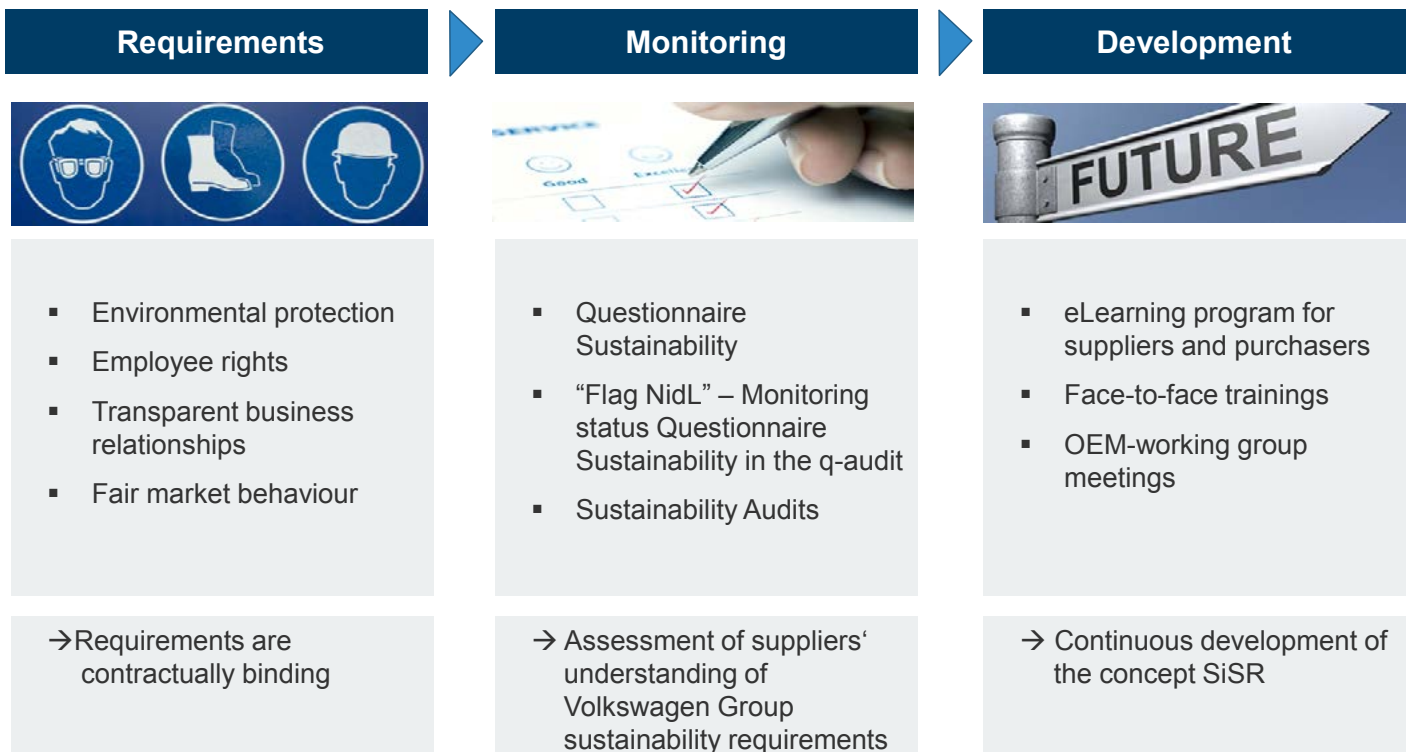 Requirements
Monitoring
Development
SERVICE
Good
FUTURE
▪ Environmental protection
▪ Employee rights
▪ Transparent business
relationships
▪ Fair market behaviour
▪ Questionnaire
Sustainability
▪ “Flag NidL” – Monitoring
status Questionnaire
Sustainability in the q-audit
▪ Sustainability Audits
▪ eLearning program for
suppliers and purchasers
▪ Face-to-face trainings
▪ OEM-working group
meetings
→Requirements are
contractually binding
→ Assessment of suppliers‘
understanding of
Volkswagen Group
sustainability requirements
→ Continuous development of
the concept SiSR